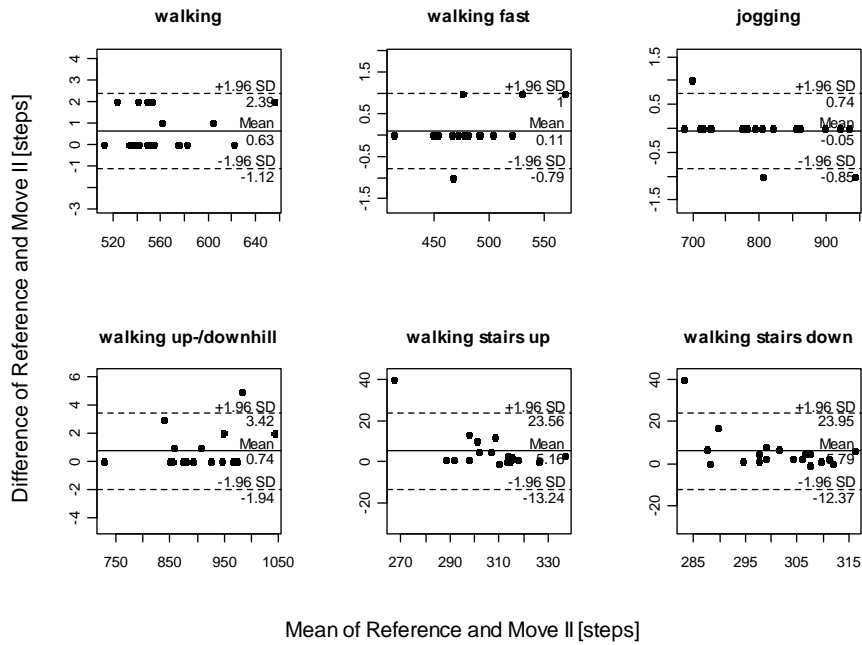 walking
walking fast
jogging
4
3
2
0
-1
-3
+1.96 SD
2.39
Mean
0.63
-1.96 SD
-1.12
520 560 600 640
1.5
0.5
-0.5
-1.5
+1.96 SD
1
Mean
0.11
-1.96 SD
-0.79
450 500 550
1.5
0.5
-0.5
-1.5
+1.96 SD
0.74
Mean
-0.05
-1.96 SD
-0.85
700 800 900
Difference of Reference and Move II [steps]
walking up-/downhill
walking stairs up
walking stairs down
6
4
2
0
-2
-4
+1.96 SD
3.42
Mean
0.74
-1.96 SD
-1.94
750 850 950 1050
40
20
0
-20
+1.96 SD
23.56
Mean
5.16
-1.96 SD
-13.24
270 290 310 330
40
20
0
-20
+1.96 SD
23.95
Mean
5.79
-1.96 SD
-12.37
285 295 305 315
Mean of Reference and Move II [steps]